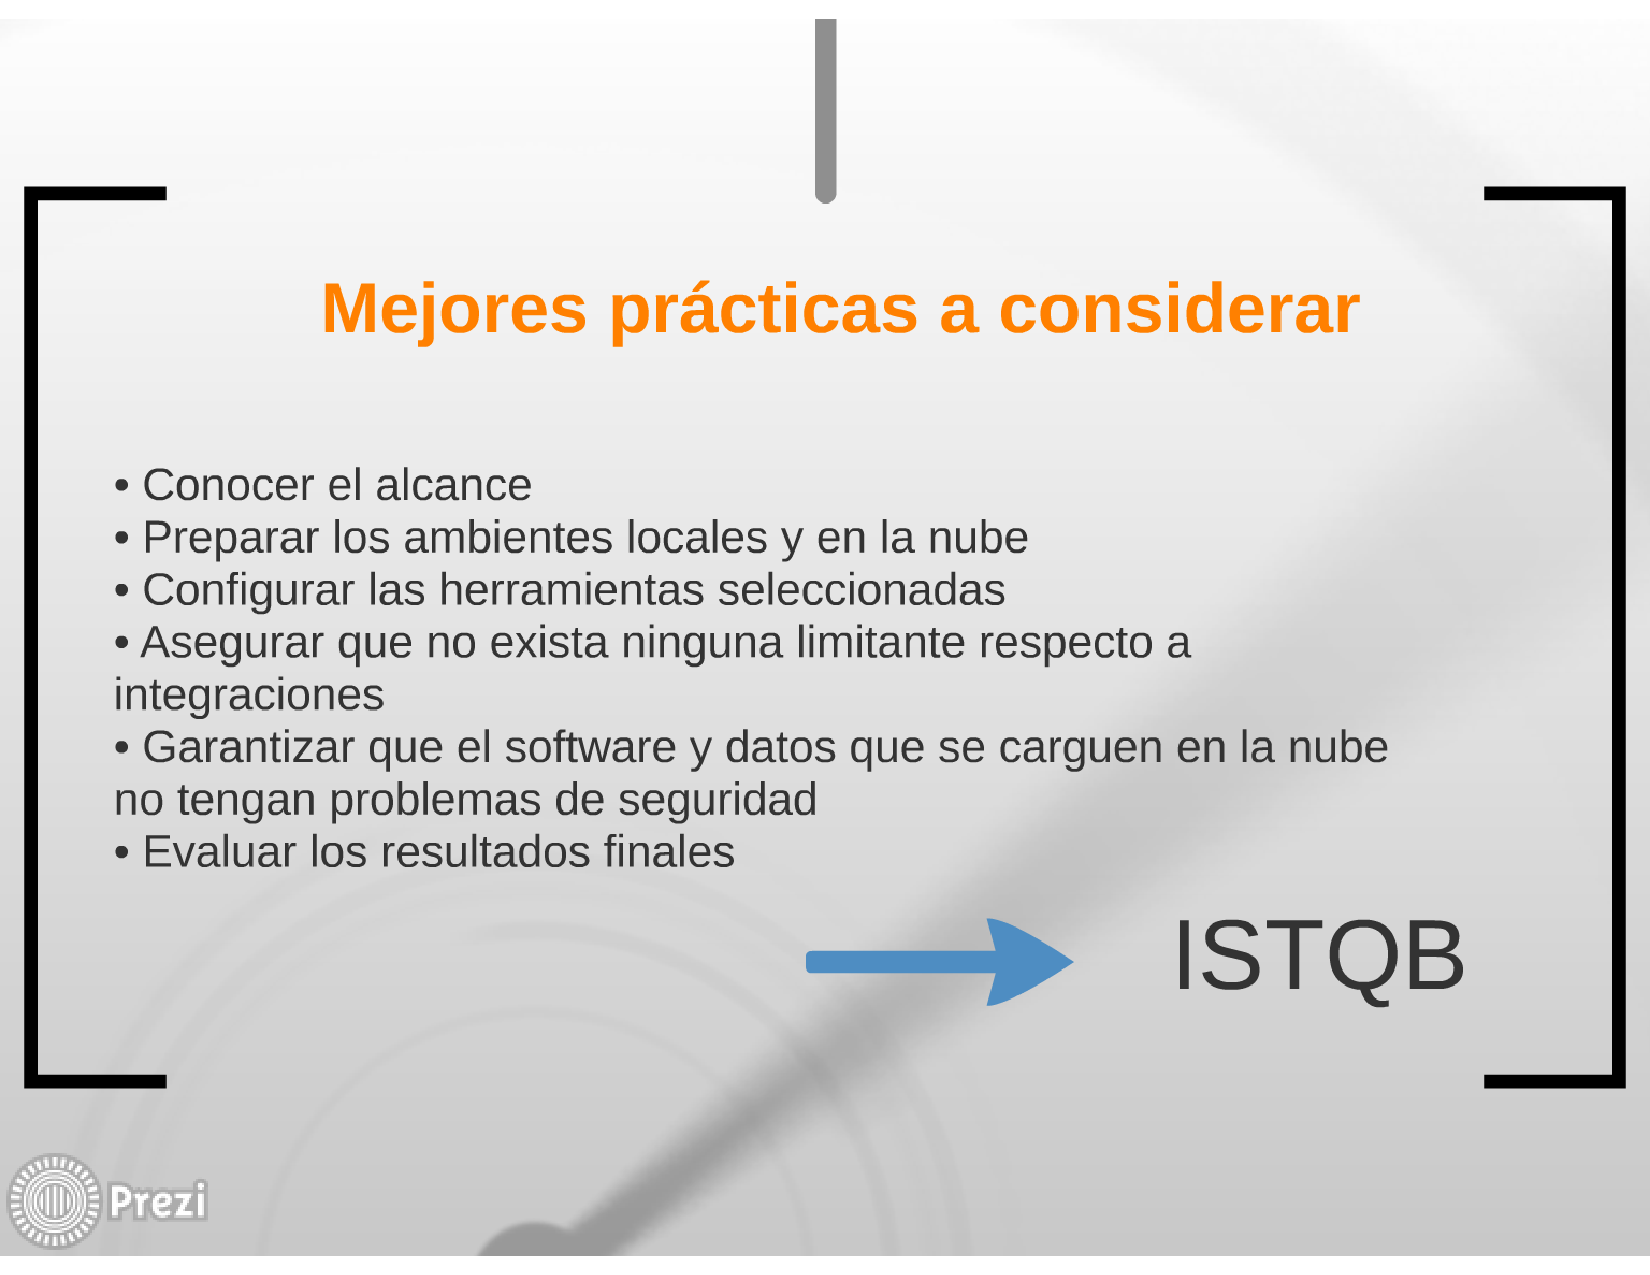 Mejores prácticas a considerar
• Conocer el alcance
• Preparar los ambientes locales y en la nube
• Configurar las herramientas seleccionadas
• Asegurar que no exista ninguna limitante respecto a
integraciones
• Garantizar que el software y datos que se carguen en la nube
no tengan problemas de seguridad
• Evaluar los resultados finales
ISTQB
Prezi